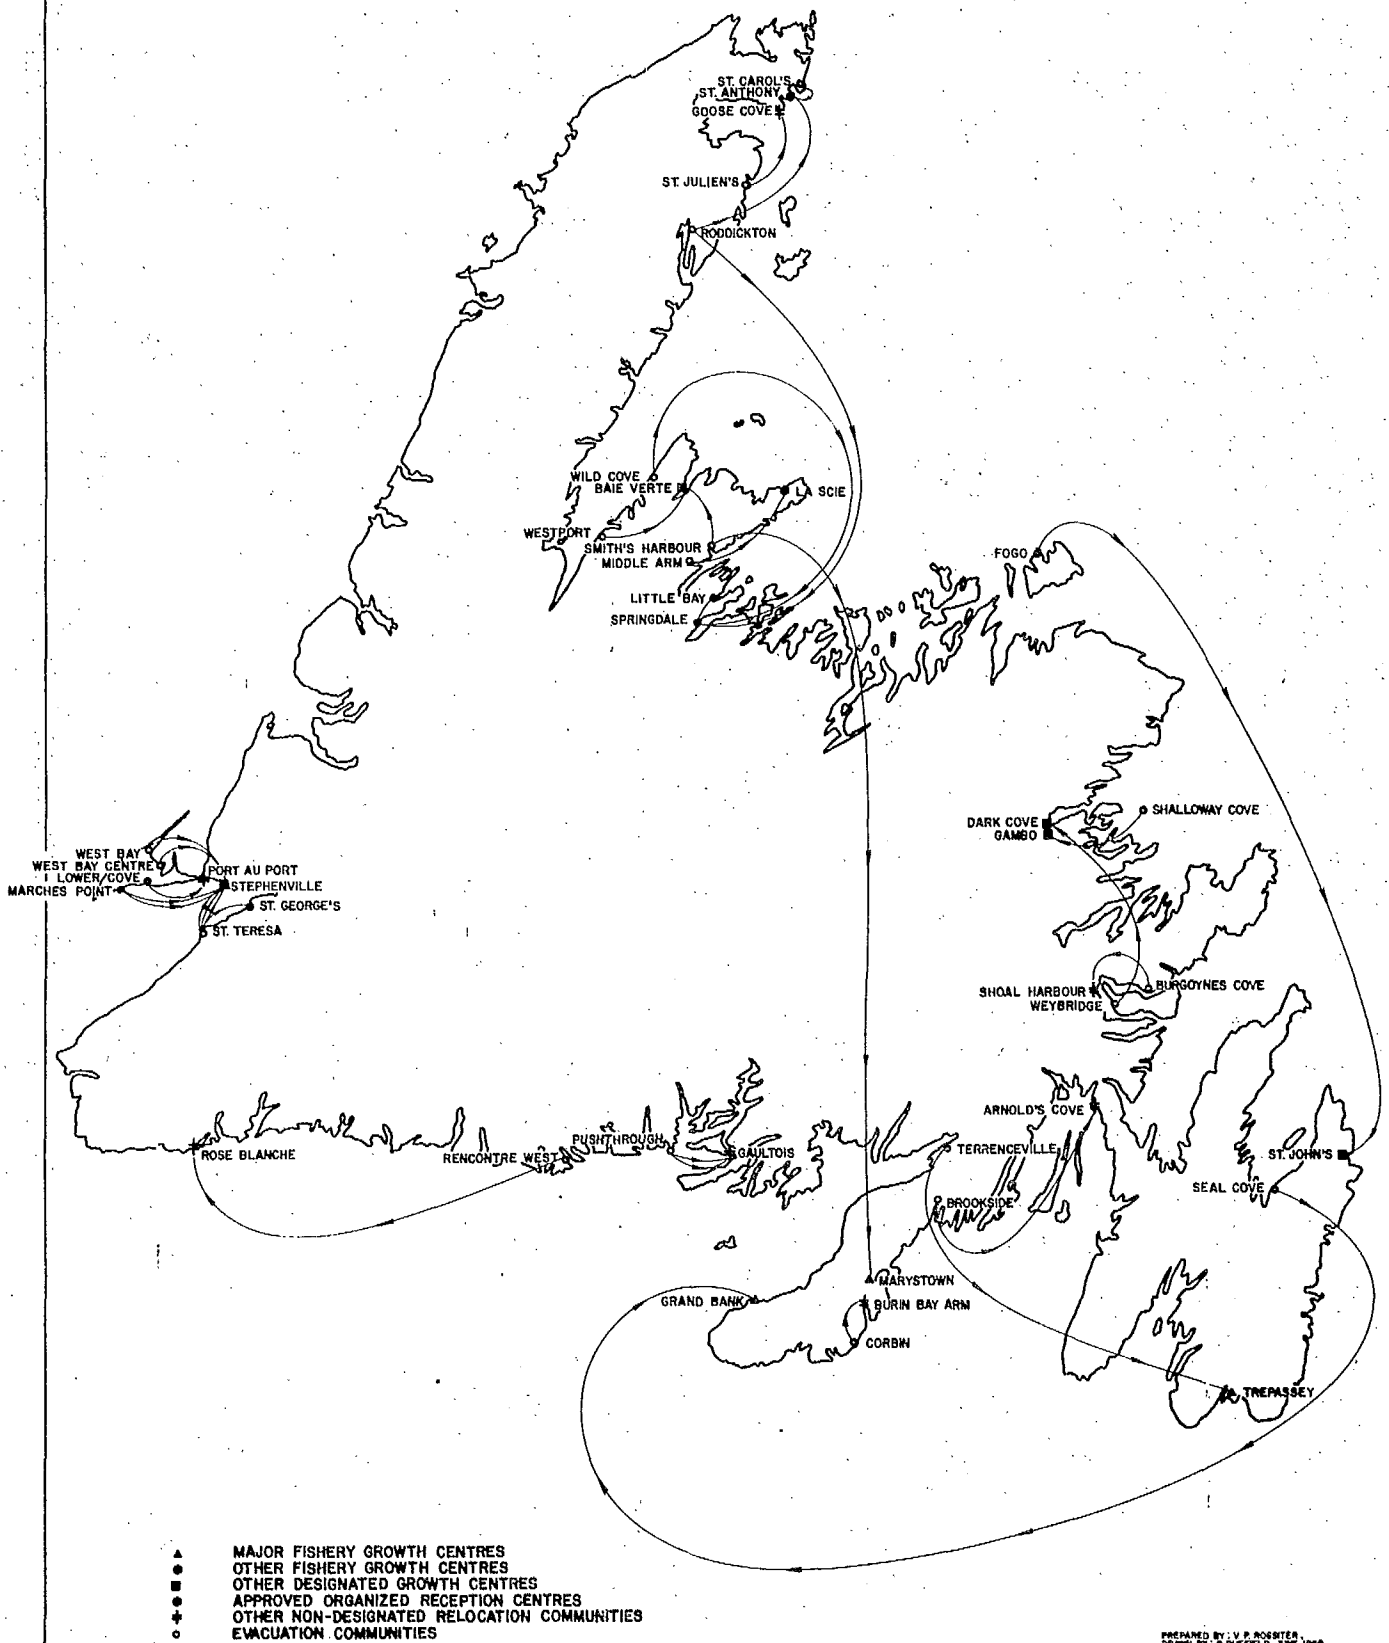 ST. CAROL'S
ST. ANTHONY
GOOSE COVE
ST. JULIEN'S
RODDICKTON
WILD COVE
BAIE VERTE
LA SCIE
WESTPORT
SMITH'S HARBOUR
MIDDLE ARM
FOGO
LITTLE BAY
SPRINGDALE
SHALLOWAY COVE
DARK COVE
GAMBO
WEST BAY
WEST BAY CENTRE
LOWER COVE
MARCHES POINT
PORT AU PORT
STEPHENVILLE
ST. GEORGE'S
ST. TERESA
SHOAL HARBOUR
WEYBRIDGE
BURGOYNES COVE
ARNOLD'S COVE
ROSE BLANCHE
RENCONTRE WEST
PUSHTHROUGH
GAULTOIS
TERRENCEVILLE
ST. JOHN'S
SEAL COVE
BROOKSIDE
MARYSTOWN
GRAND BANK
BURIN BAY ARM
CORBIN
TREPASSEY
MAJOR FISHERY GROWTH CENTRES
OTHER FISHERY GROWTH CENTRES
OTHER DESIGNATED GROWTH CENTRES
APPROVED ORGANIZED RECEPTION CENTRES
OTHER NON-DESIGNATED RELOCATION COMMUNITIES
EVACUATION COMMUNITIES
PREPARED BY: V. P. ROSSITER.